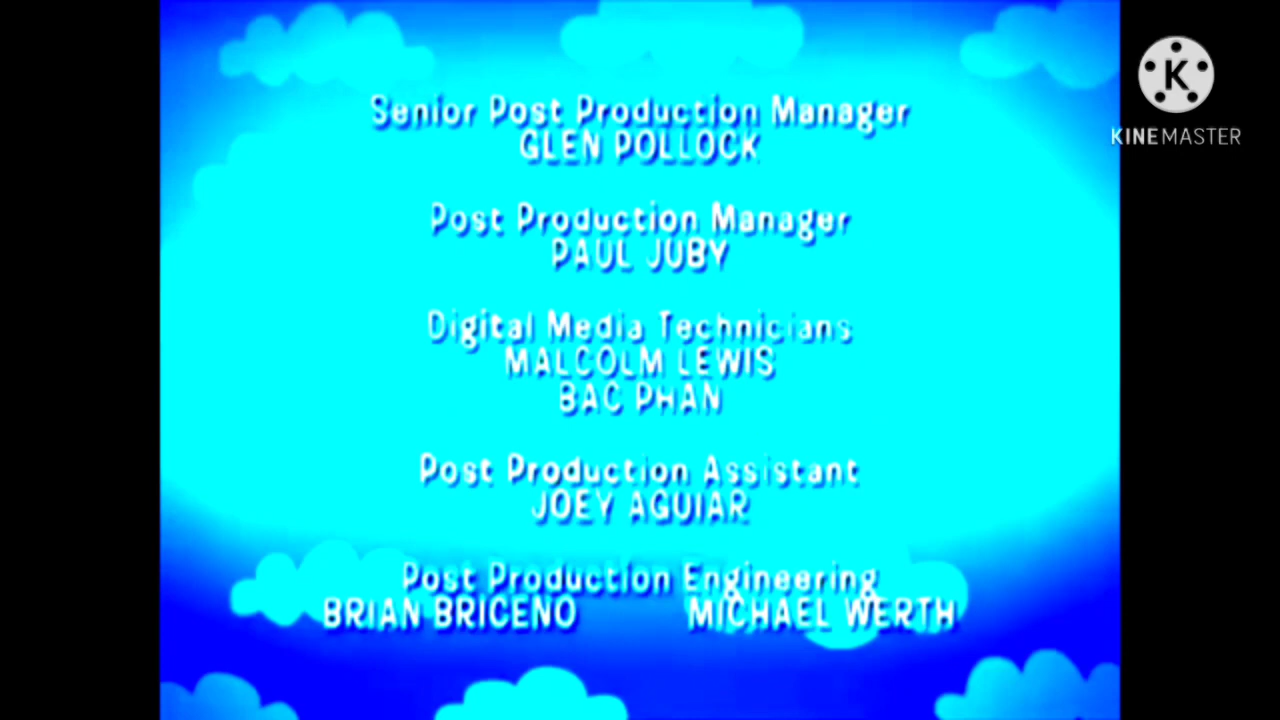 Senior Post Production Manager
GLEN POLLOCK
Post Production Manager
PAUL JUBY
Digital Media Technicians
MALCOLM LEWIS
BAC PHAN
Post Production Assistant
JOEY AGUIAR
Post Production Engineering
BRIAN BRICENO MICHAEL WERTH
K
KINEMASTER